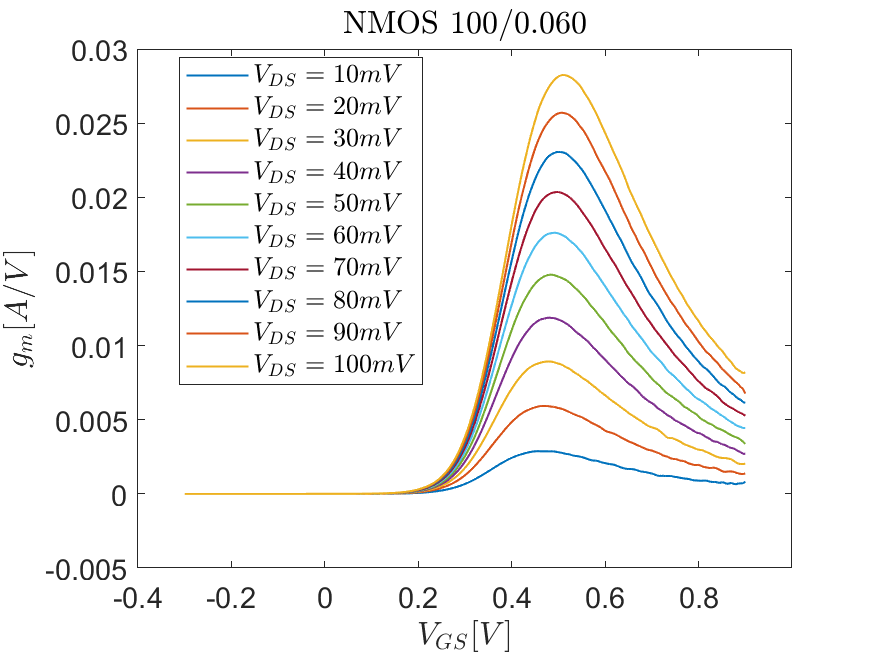 NMOS 100/0.060
0.03
0.025
0.02
0.015
0.01
0.005
0
-0.005
g_m[A/V]
V_DS = 10mV
V_DS = 20mV
V_DS = 30mV
V_DS = 40mV
V_DS = 50mV
V_DS = 60mV
V_DS = 70mV
V_DS = 80mV
V_DS = 90mV
V_DS = 100mV
-0.4 -0.2 0 0.2 0.4 0.6 0.8
V_GS[V]